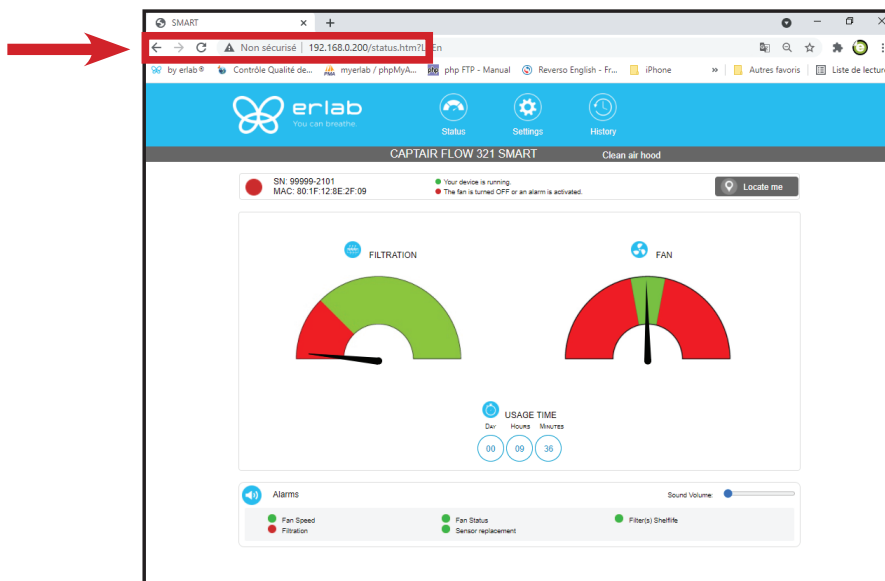 SMART
Non sécurisé | 192.168.0.200/status.htm?L=En
by erlab ® Contrôle Qualité de... myerlab / phpMyA... php FTP - Manual Reverso English - Fr... iPhone » Autres favoris Liste de lecture
erlab
You can breathe.
Status Settings History
CAPTAIR FLOW 321 SMART Clean air hood
SN: 99999-2101
MAC: 80:1F:12:8E:2F:09
Your device is running.
The fan is turned OFF or an alarm is activated.
Locate me
FILTRATION FAN
USAGE TIME
DAY HOURS MINUTES
00 09 36
Alarms Sound Volume:
Fan Speed Fan Status Filter(s) Shelflife
Filtration Sensor replacement